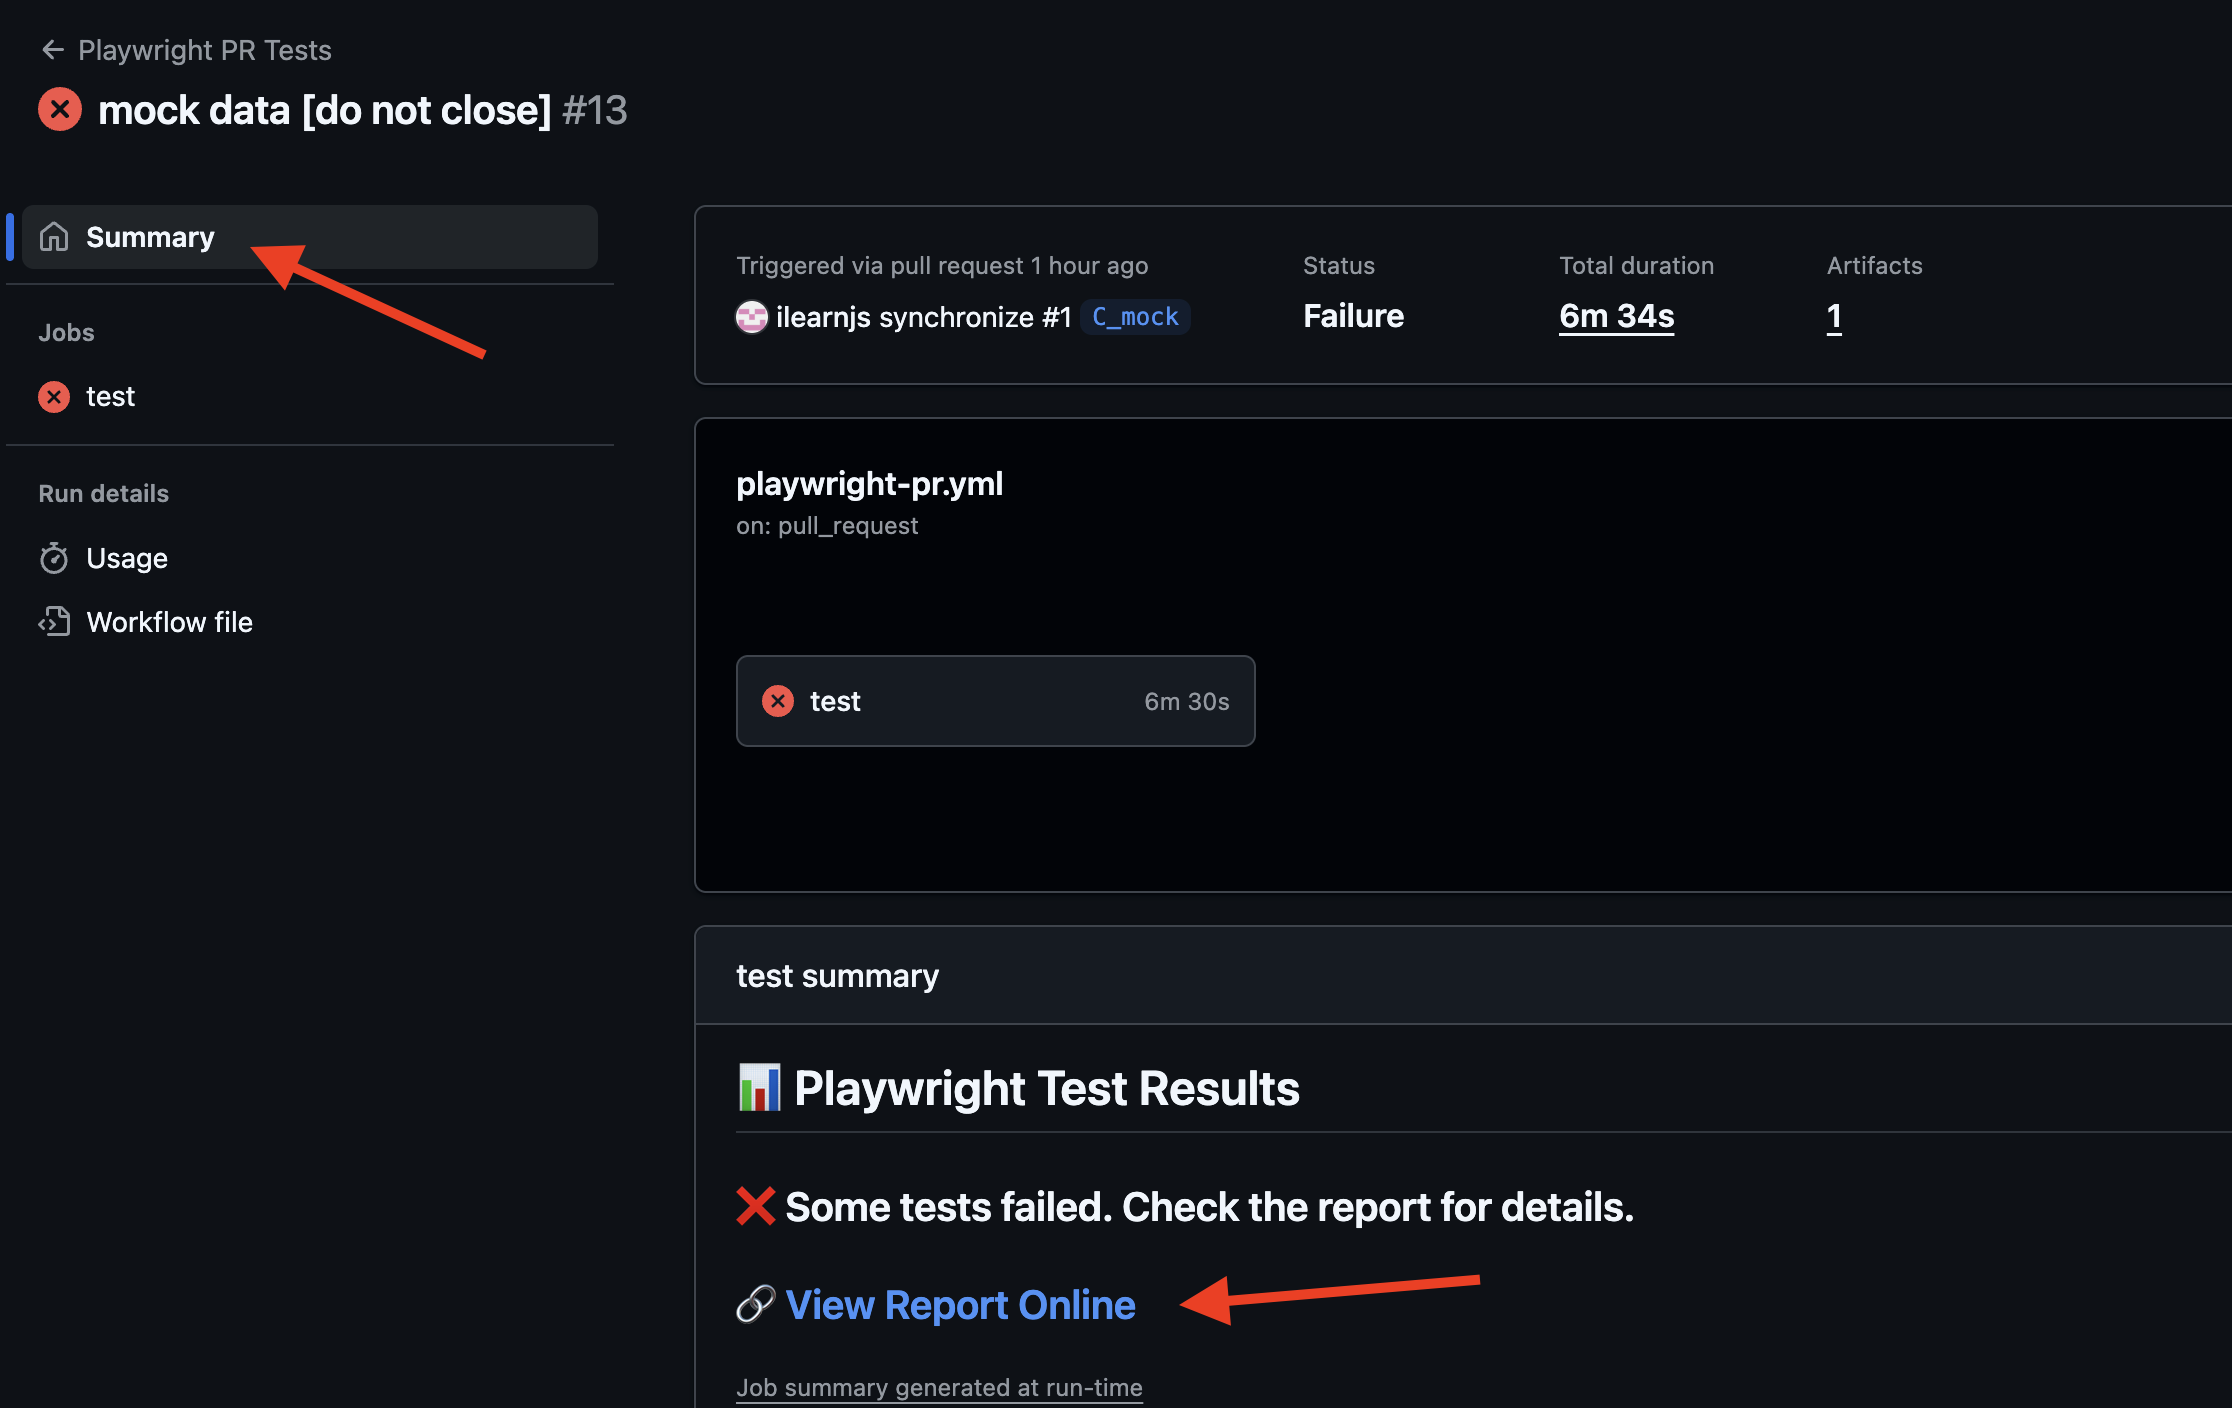 Playwright PR Tests
mock data [do not close] #13
Summary
Jobs
test
Run details
Usage
Workflow file
Triggered via pull request 1 hour ago
ilearnjs synchronize #1 C_mock
Status
Failure
Total duration
6m 34s
Artifacts
1
playwright-pr.yml
on: pull_request
test 6m 30s
test summary
Playwright Test Results
Some tests failed. Check the report for details.
View Report Online
Job summary generated at run-time